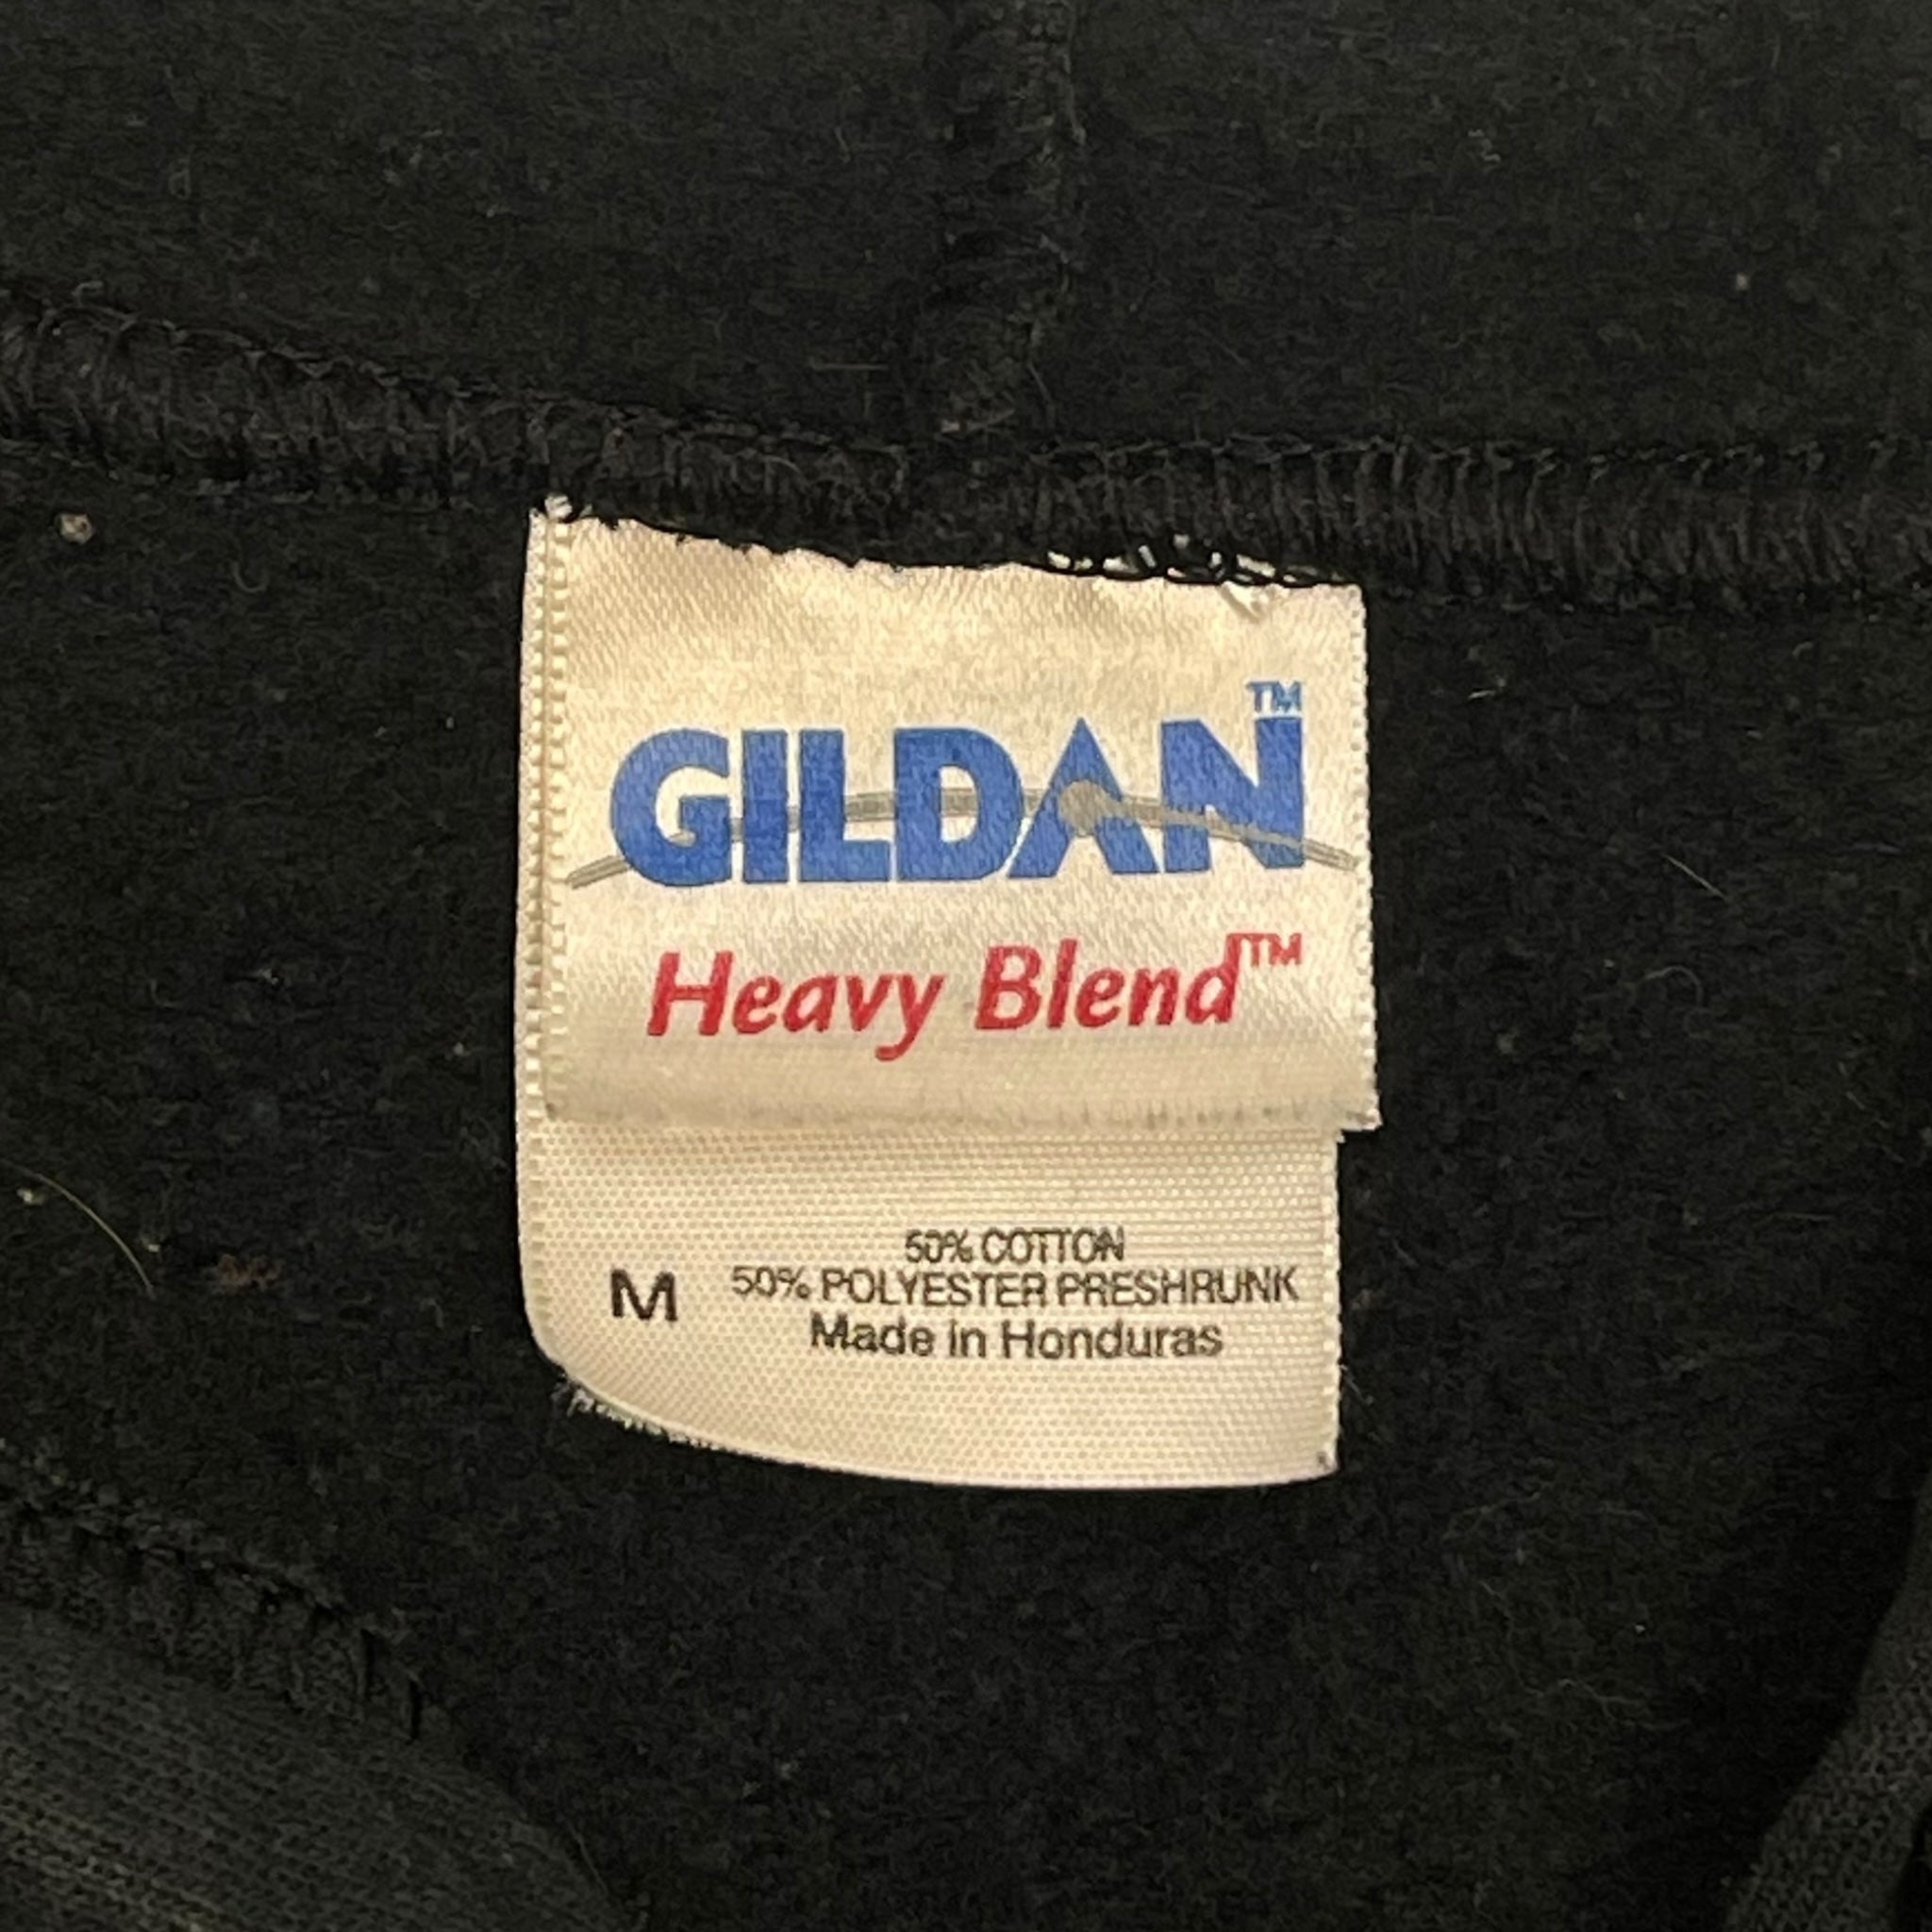 GILDAN™
Heavy Blend™
50% COTTON
M 50% POLYESTER PRESHRUNK
Made in Honduras